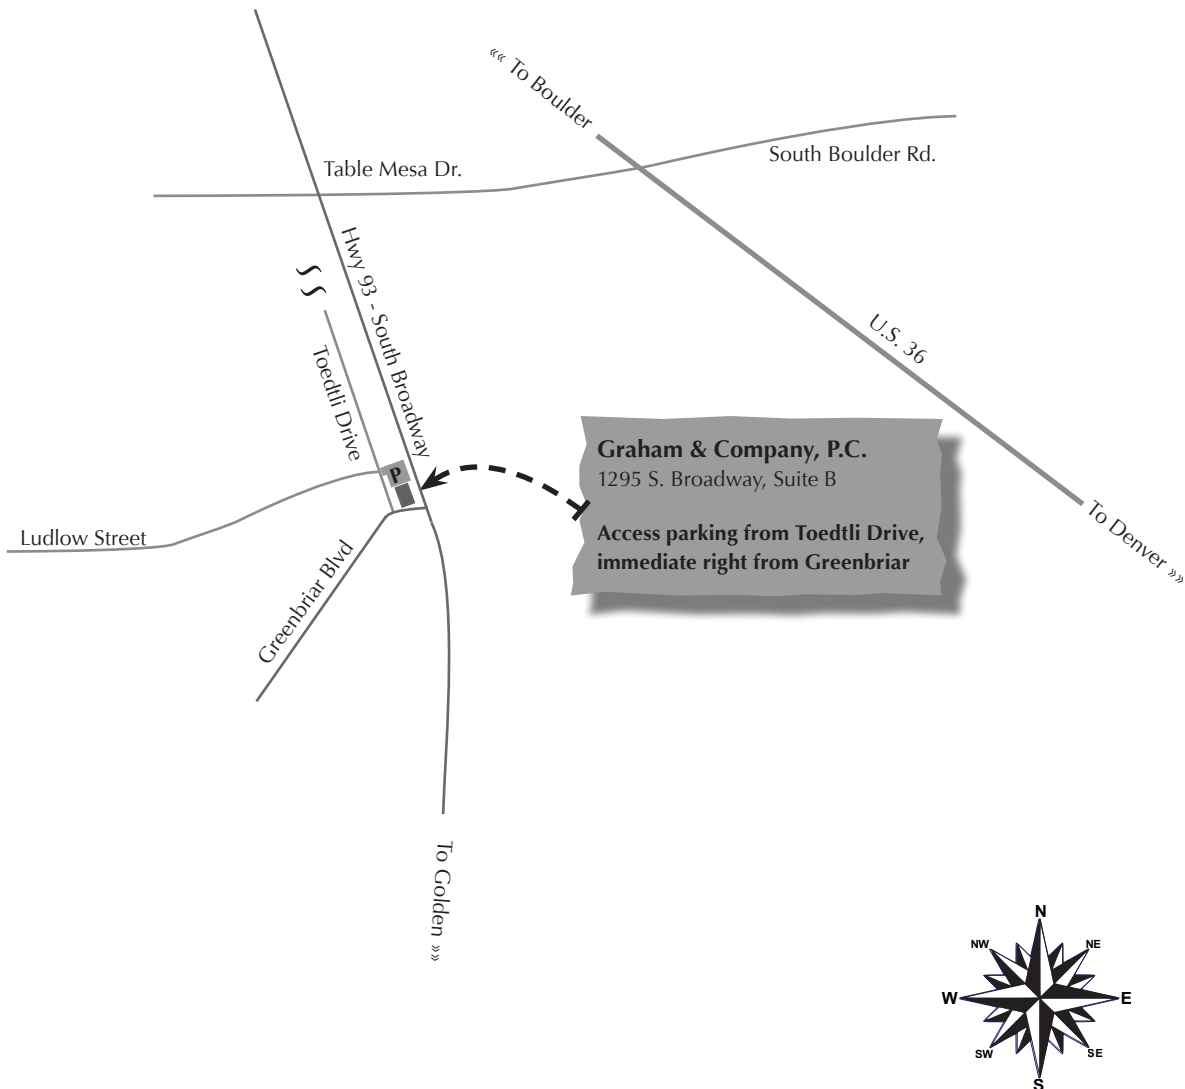 «« To Boulder
South Boulder Rd.
Table Mesa Dr.
Hwy 93 - South Broadway
U.S. 36
Toedtli Drive
P
Graham & Company, P.C.
1295 S. Broadway, Suite B
Access parking from Toedtli Drive,
immediate right from Greenbriar
To Denver »»
Ludlow Street
Greenbriar Blvd
To Golden »»
N
NW
NE
W
E
SW
SE
S